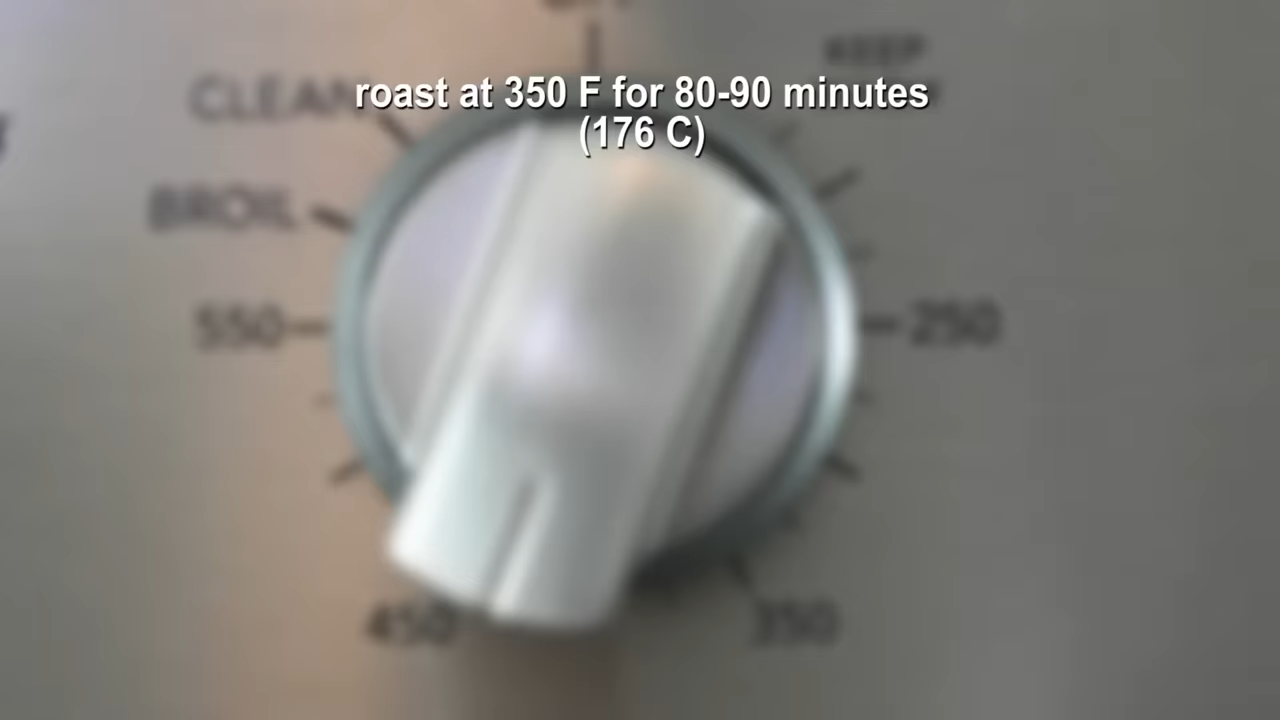 KEEP
roast at 350 F for 80-90 minutes
(176 C)
CLEAN
BROIL
550
250
450
350